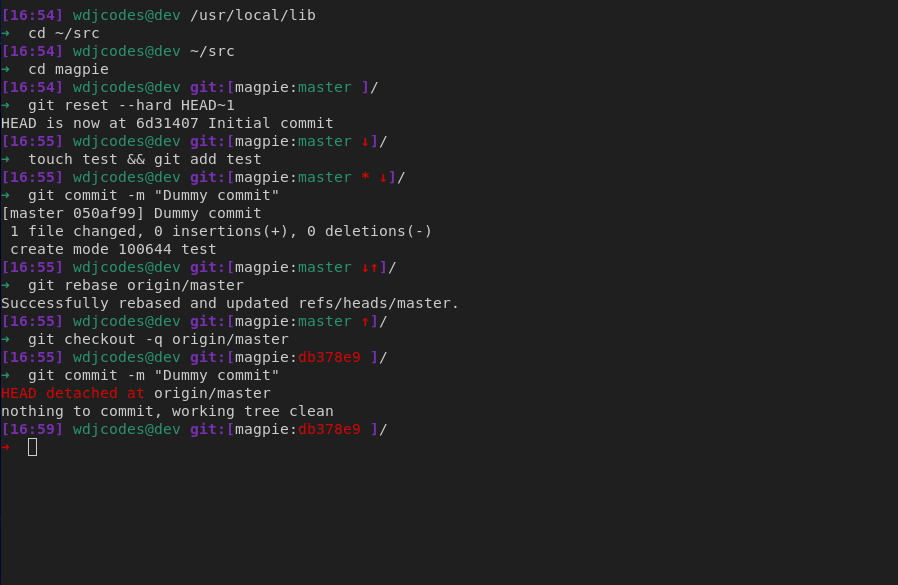 [16:54] wdjcodes@dev /usr/local/lib
➜  cd ~/src
[16:54] wdjcodes@dev ~/src
➜  cd magpie
[16:54] wdjcodes@dev git:[magpie:master ]/
➜  git reset --hard HEAD~1
HEAD is now at 6d31407 Initial commit
[16:55] wdjcodes@dev git:[magpie:master ↓]/
➜  touch test && git add test
[16:55] wdjcodes@dev git:[magpie:master * ↓]/
➜  git commit -m "Dummy commit"
[master 050af99] Dummy commit
 1 file changed, 0 insertions(+), 0 deletions(-)
 create mode 100644 test
[16:55] wdjcodes@dev git:[magpie:master ↓↑]/
➜  git rebase origin/master
Successfully rebased and updated refs/heads/master.
[16:55] wdjcodes@dev git:[magpie:master ↑]/
➜  git checkout -q origin/master
[16:55] wdjcodes@dev git:[magpie:db378e9 ]/
➜  git commit -m "Dummy commit"
HEAD detached at origin/master
nothing to commit, working tree clean
[16:59] wdjcodes@dev git:[magpie:db378e9 ]/
➜